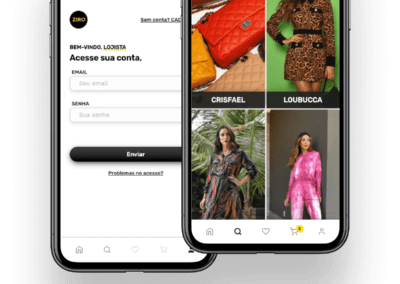 ZIRO
Sem conta? CAD
BEM-VINDO, LOJISTA
Acesse sua conta.
EMAIL
Seu email
SENHA
Sua senha
Enviar
Problemas no acesso?
CRISFAEL
LOUBUCCA